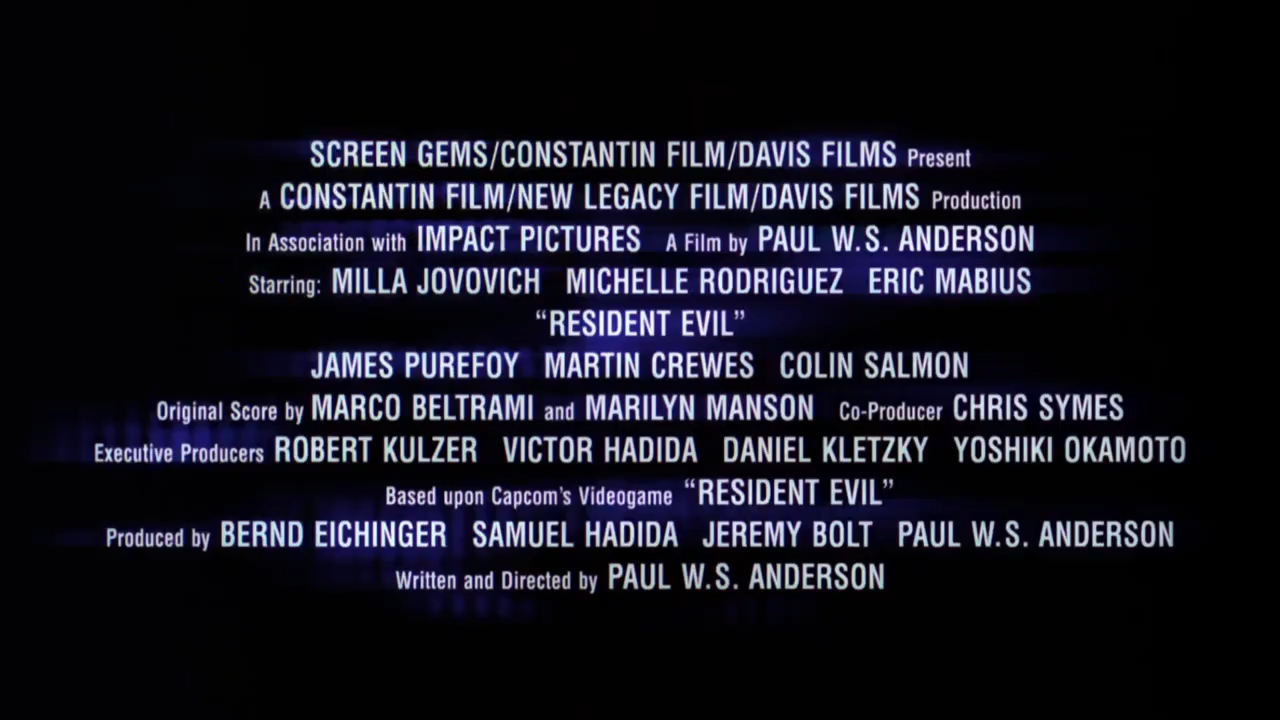 SCREEN GEMS/CONSTANTIN FILM/DAVIS FILMS Present
A CONSTANTIN FILM/NEW LEGACY FILM/DAVIS FILMS Production
In Association with IMPACT PICTURES A Film by PAUL W.S. ANDERSON
Starring: MILLA JOVOVICH MICHELLE RODRIGUEZ ERIC MABIUS
“RESIDENT EVIL”
JAMES PUREFOY MARTIN CREWES COLIN SALMON
Original Score by MARCO BELTRAMI and MARILYN MANSON Co-Producer CHRIS SYMES
Executive Producers ROBERT KULZER VICTOR HADIDA DANIEL KLETZKY YOSHIKI OKAMOTO
Based upon Capcom’s Videogame “RESIDENT EVIL”
Produced by BERND EICHINGER SAMUEL HADIDA JEREMY BOLT PAUL W.S. ANDERSON
Written and Directed by PAUL W.S. ANDERSON